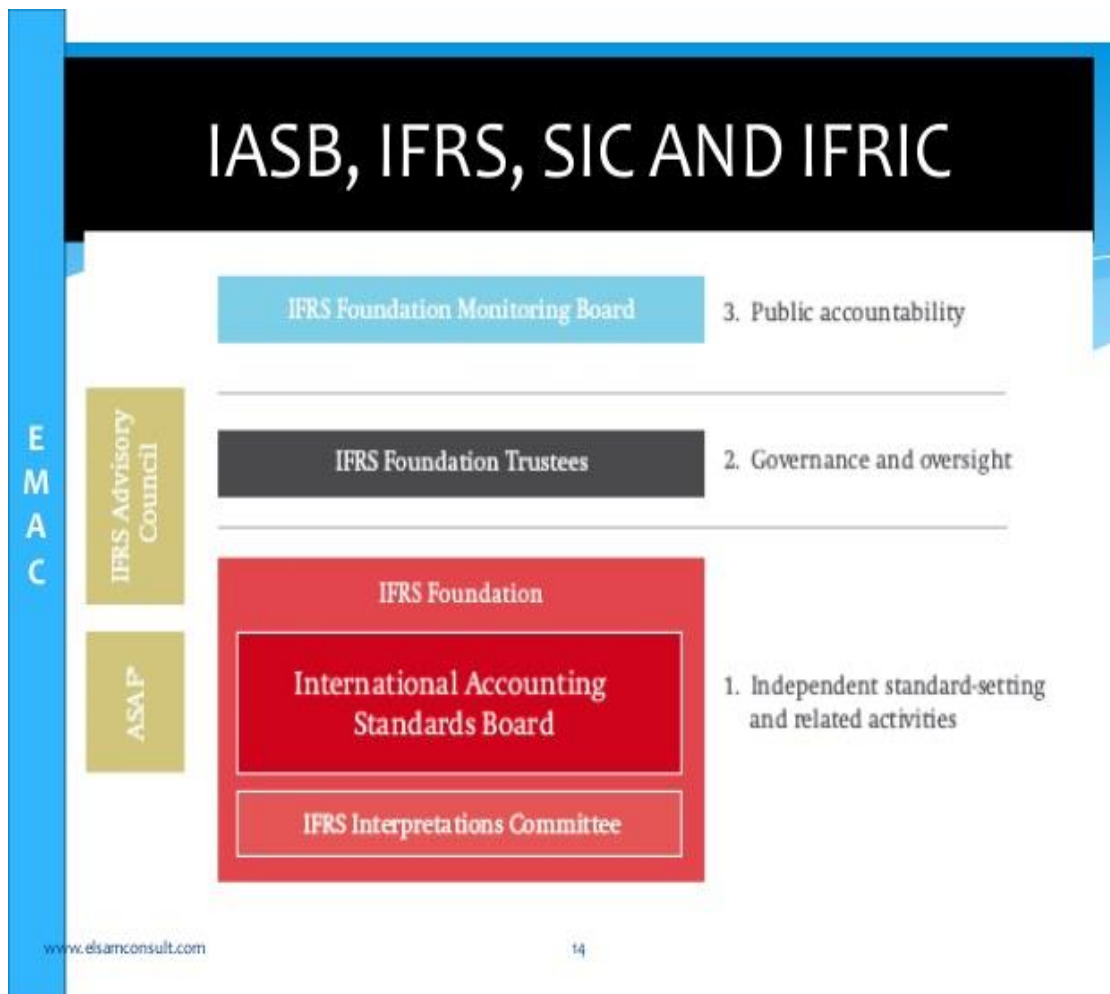 IASB, IFRS, SIC AND IFRIC
IFRS Foundation Monitoring Board
3. Public accountability
EMAC
IFRS Advisory
Council
IFRS Foundation Trustees
2. Governance and oversight
ASAP
IFRS Foundation
International Accounting
Standards Board
1. Independent standard-setting
and related activities
IFRS Interpretations Committee
www.elsamconsult.com
14